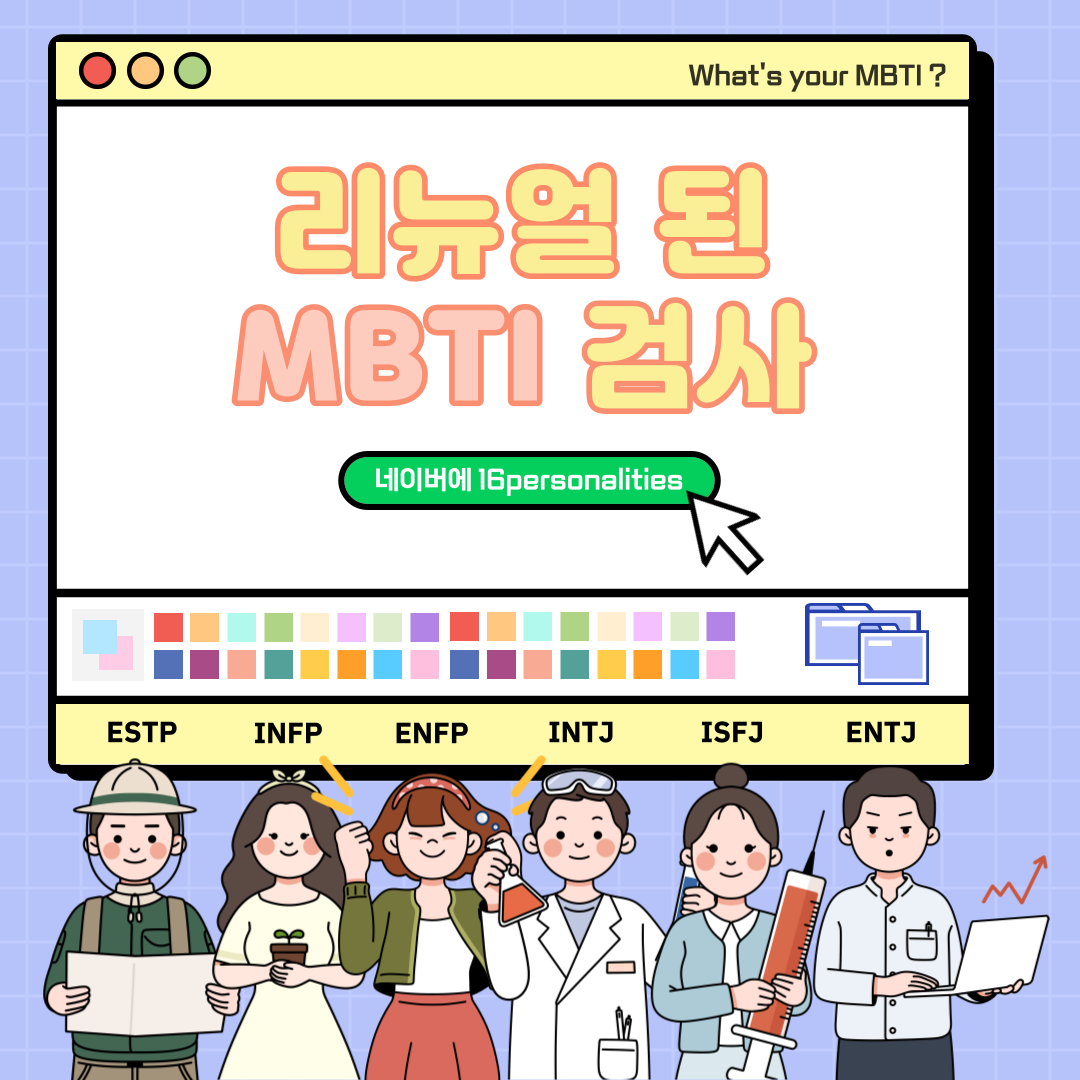 What's your MBTI ?
리뉴얼 된
MBTI 검사
네이버에 16personalities
ESTP INFP ENFP INTJ ISFJ ENTJ